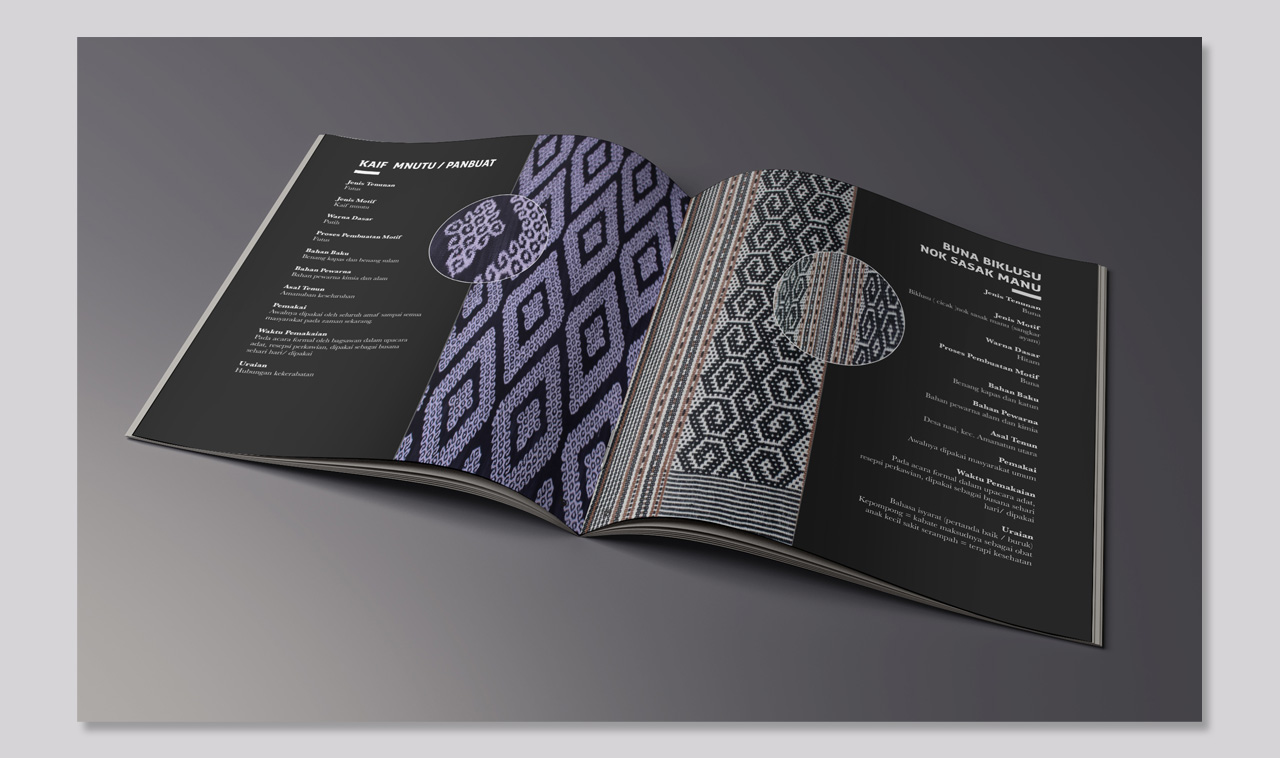 KAIF MNUTU / PANBUAT
Jenis Tenunan
Futus
Jenis Motif
Kaif mnutu
Warna Dasar
Putih
Proses Pembuatan Motif
Futus
Bahan Baku
Benang kapas dan benang sulam
Bahan Pewarna
Bahan pewarna kimia dan alam
Asal Tenun
Amanuban keseluruhan
Pemakai
Awalnya dipakai oleh seluruh amaf sampai semua
masyarakat pada zaman sekarang.
Waktu Pemakaian
Pada acara formal oleh bagsawan dalam upacara
adat, resepsi perkawian, dipakai sebagai busana
sehari hari/ dipakai
Uraian
Hubungan kekerabatan
BUNA BIKLUSU
NOK SASAK MANU
Jenis Tenunan
Buna
Jenis Motif
Biklusu ( cicak )nok sasak manu (sangkar
ayam)
Warna Dasar
Hitam
Proses Pembuatan Motif
Buna
Bahan Baku
Benang kapas dan katun
Bahan Pewarna
Bahan pewarna alam dan kimia
Asal Tenun
Desa nasi, kec. Amanatun utara
Pemakai
Awalnya dipakai masyarakat umum
Waktu Pemakaian
Pada acara formal dalam upacara adat,
resepsi perkawian, dipakai sebagai busana sehari
hari/ dipakai
Uraian
Bahasa isyarat (pertanda baik / buruk)
Kepompong = kabate maksudnya sebagai obat
anak kecil sakit serampah = terapi kesehatan